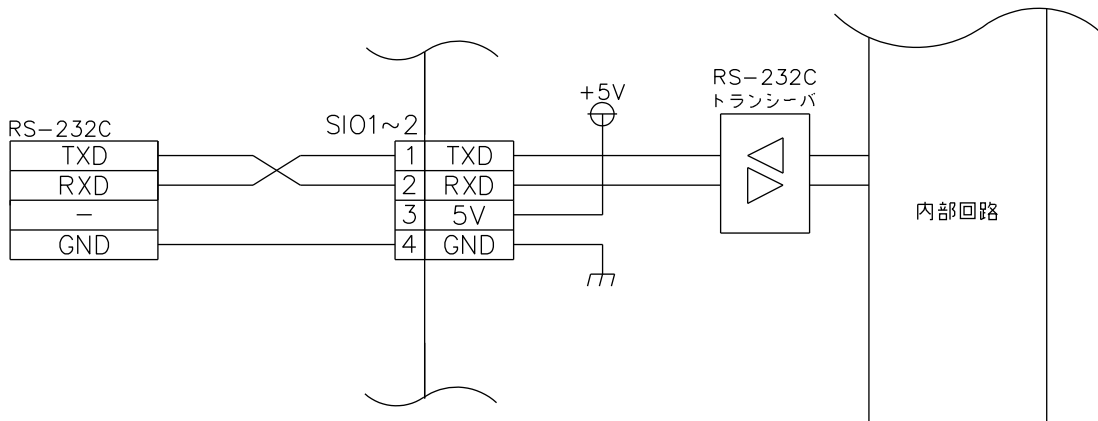 RS-232C
TXD
RXD
-
GND
SIO1~2
1 TXD
2 RXD
3 5V
4 GND
+5V
RS-232C
トランシーバ
内部回路